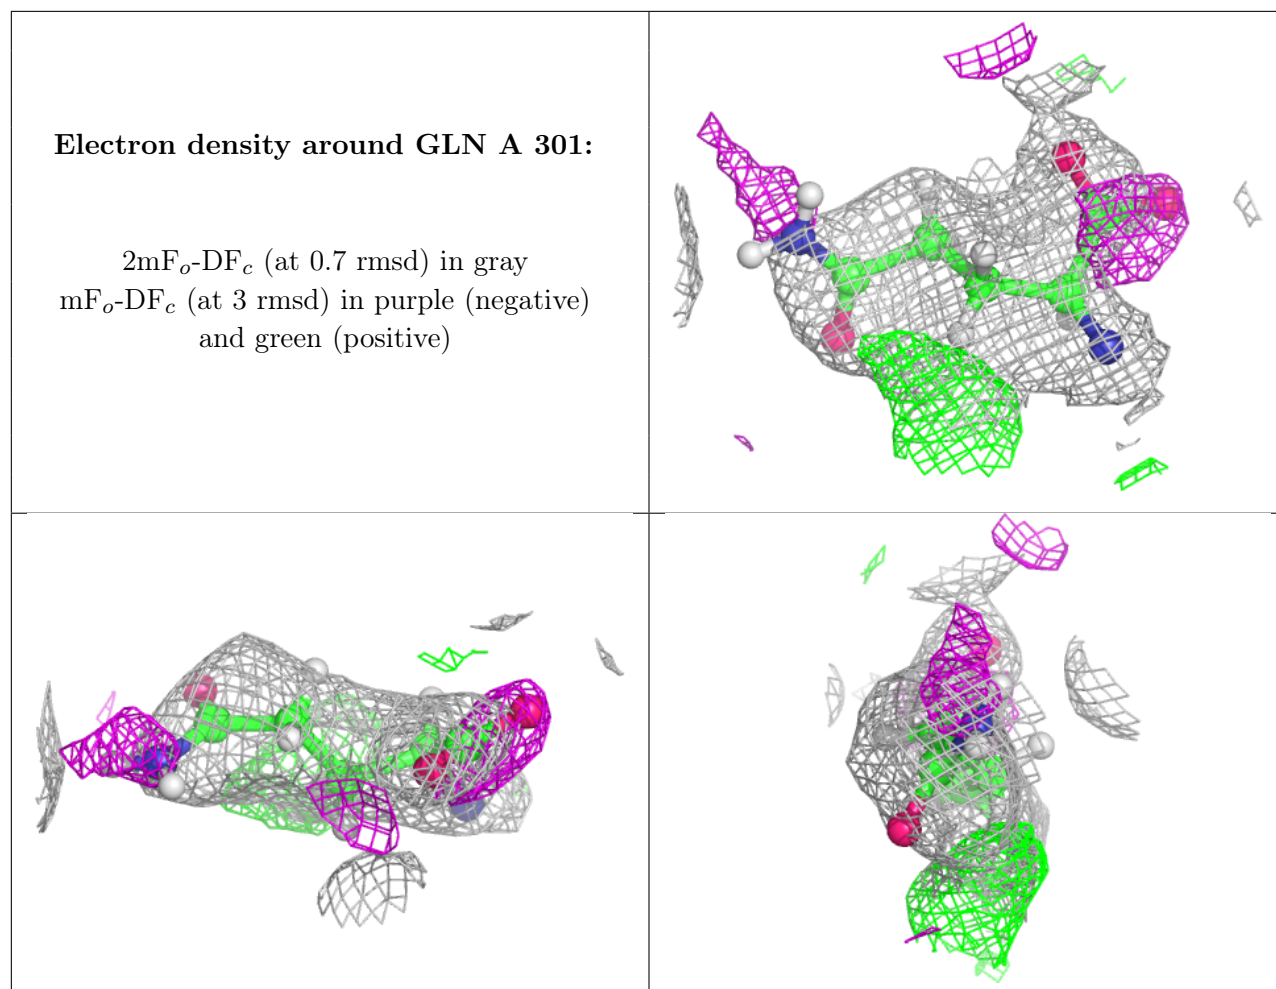 Electron density around GLN A 301:
2mFₒ-DF𝒸 (at 0.7 rmsd) in gray
mFₒ-DF𝒸 (at 3 rmsd) in purple (negative)
and green (positive)